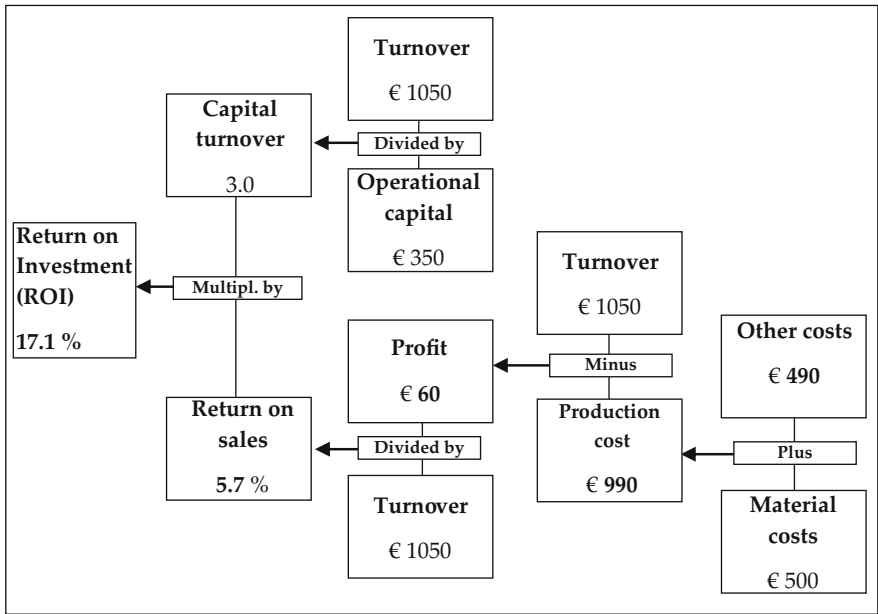 Turnover
€ 1050
Capital
turnover
3.0
Divided by
Operational
capital
€ 350
Return on
Investment
(ROI)
17.1 %
Multipl. by
Turnover
€ 1050
Profit
€ 60
Minus
Other costs
€ 490
Return on
sales
5.7 %
Divided by
Production
cost
€ 990
Plus
Turnover
€ 1050
Material
costs
€ 500